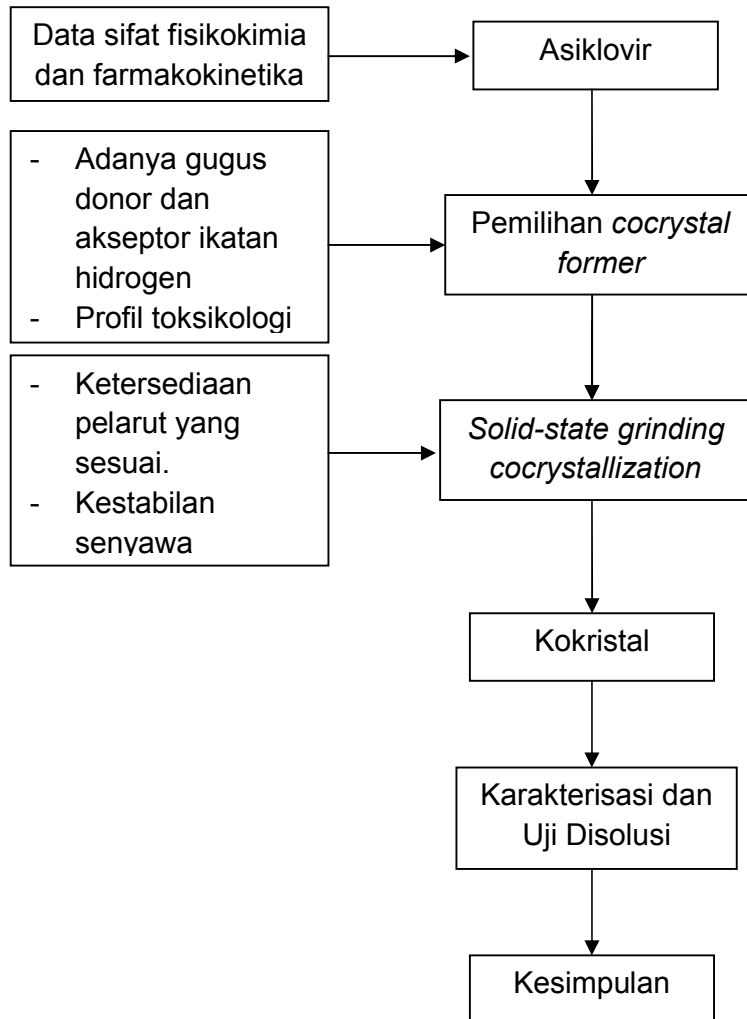 Data sifat fisikokimia
dan farmakokinetika
Asiklovir
- Adanya gugus
donor dan
akseptor ikatan
hidrogen
- Profil toksikologi
Pemilihan cocrystal
former
- Ketersediaan
pelarut yang
sesuai.
- Kestabilan
senyawa
Solid-state grinding
cocrystallization
Kokristal
Karakterisasi dan
Uji Disolusi
Kesimpulan